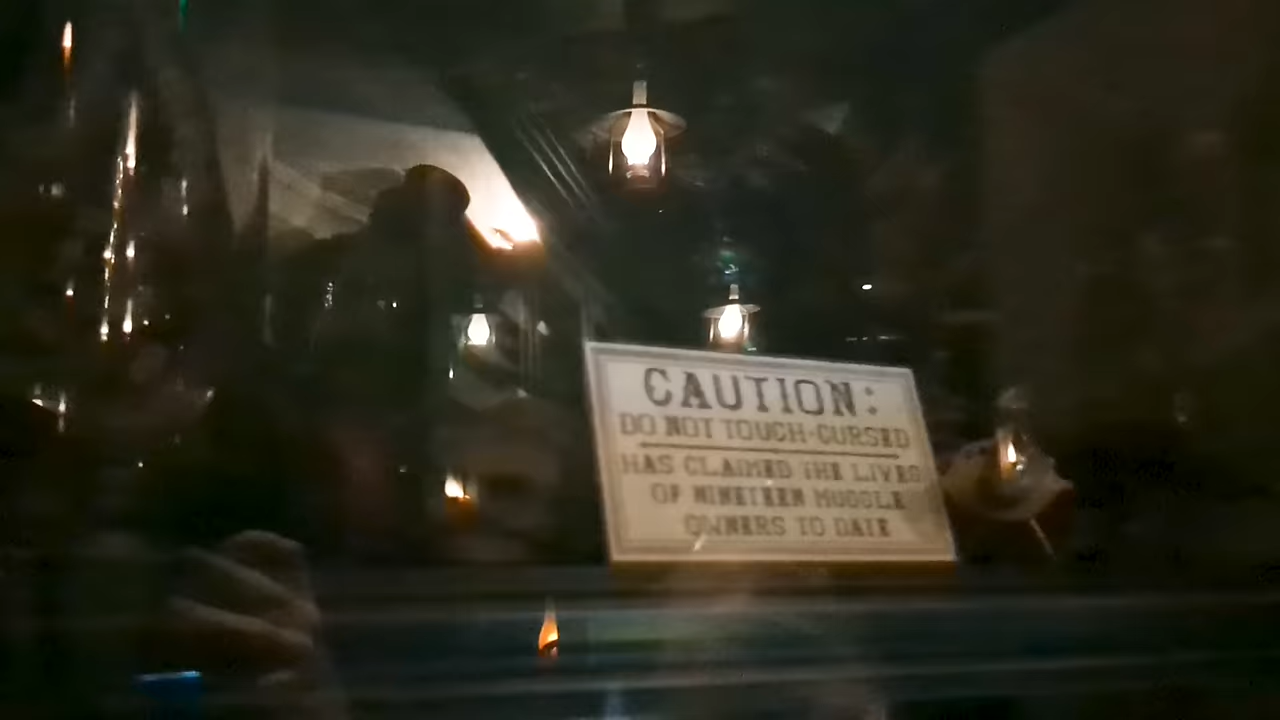 CAUTION:
DO NOT TOUCH-CURSED
HAS CLAIMED THE LIVES
OF NINETEEN MUGGLE
OWNERS TO DATE